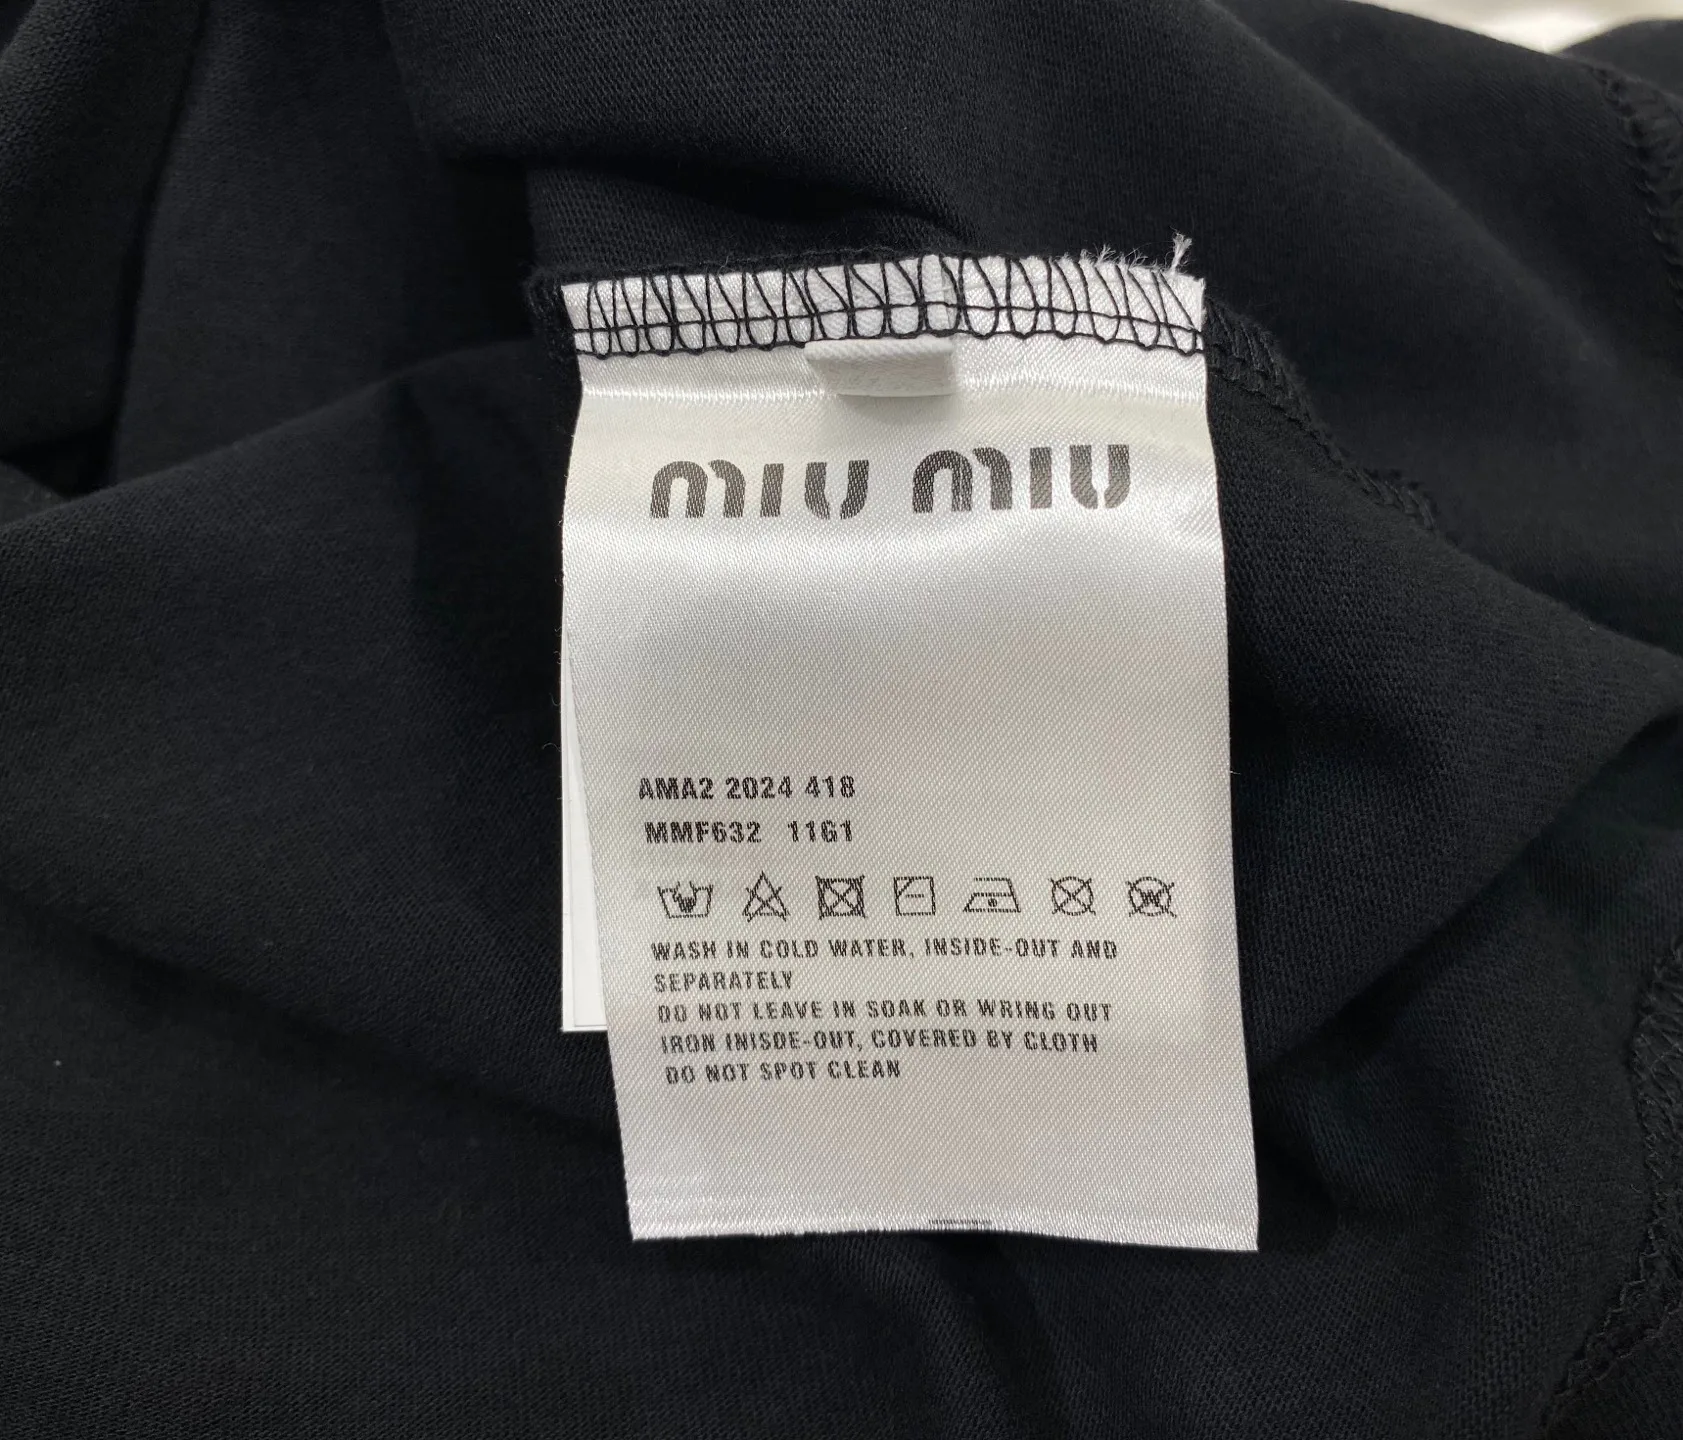 miu miu
AMA2 2024 418
MMF632 11G1
WASH IN COLD WATER, INSIDE-OUT AND
SEPARATELY
DO NOT LEAVE IN SOAK OR WRING OUT
IRON INISDE-OUT, COVERED BY CLOTH
DO NOT SPOT CLEAN